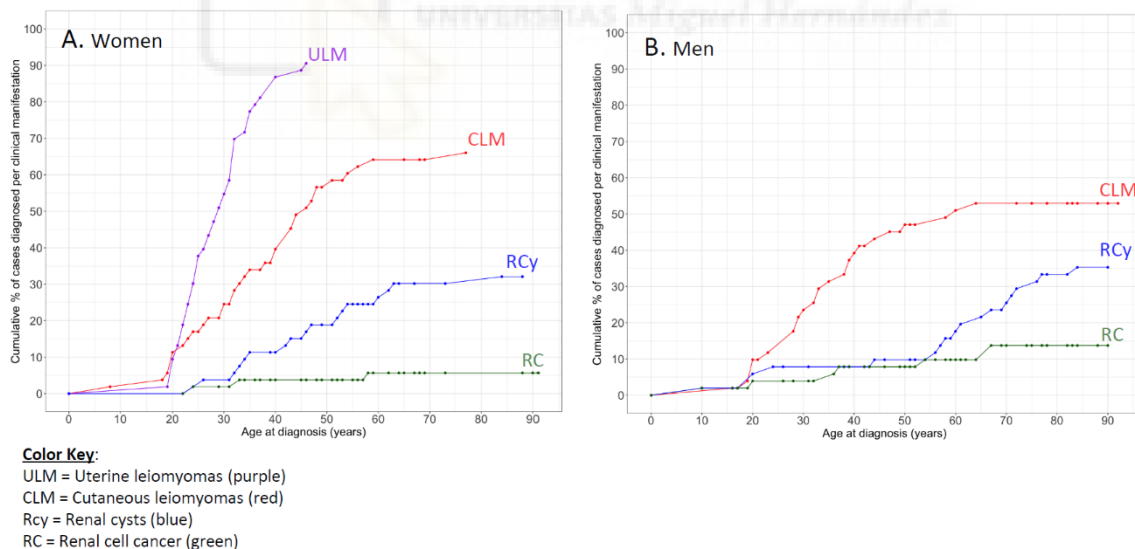 UNIVERSITAS Miguel Hernández
A. Women
Cumulative % of cases diagnosed per clinical manifestation
100
90
80
70
60
50
40
30
20
10
0
ULM
CLM
RCy
RC
0 10 20 30 40 50 60 70 80 90
Age at diagnosis (years)
B. Men
Cumulative % of cases diagnosed per clinical manifestation
100
90
80
70
60
50
40
30
20
10
0
CLM
RCy
RC
0 10 20 30 40 50 60 70 80 90
Age at diagnosis (years)
Color Key:
ULM = Uterine leiomyomas (purple)
CLM = Cutaneous leiomyomas (red)
Rcy = Renal cysts (blue)
RC = Renal cell cancer (green)